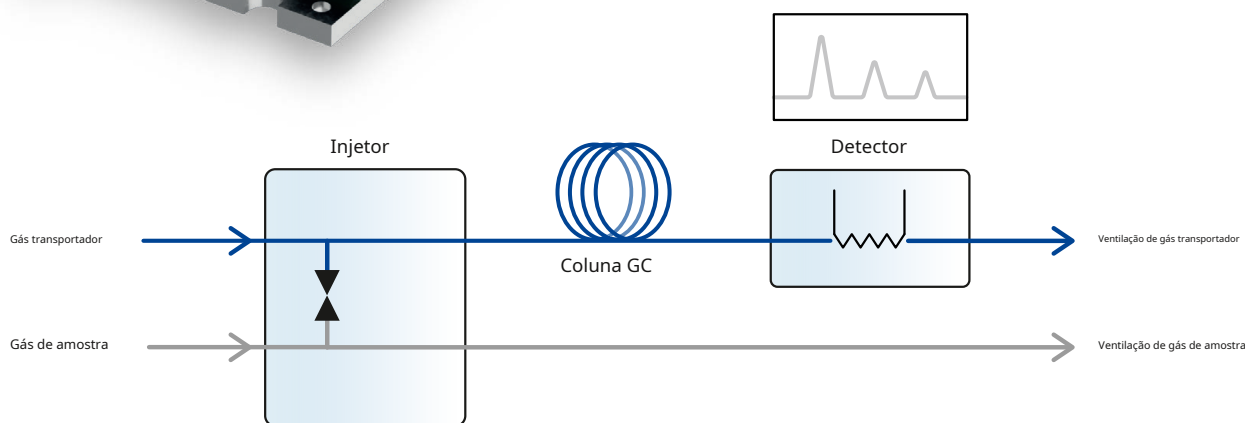 Injetor
Detector
Gás transportador
Ventilação de gás transportador
Coluna GC
Gás de amostra
Ventilação de gás de amostra